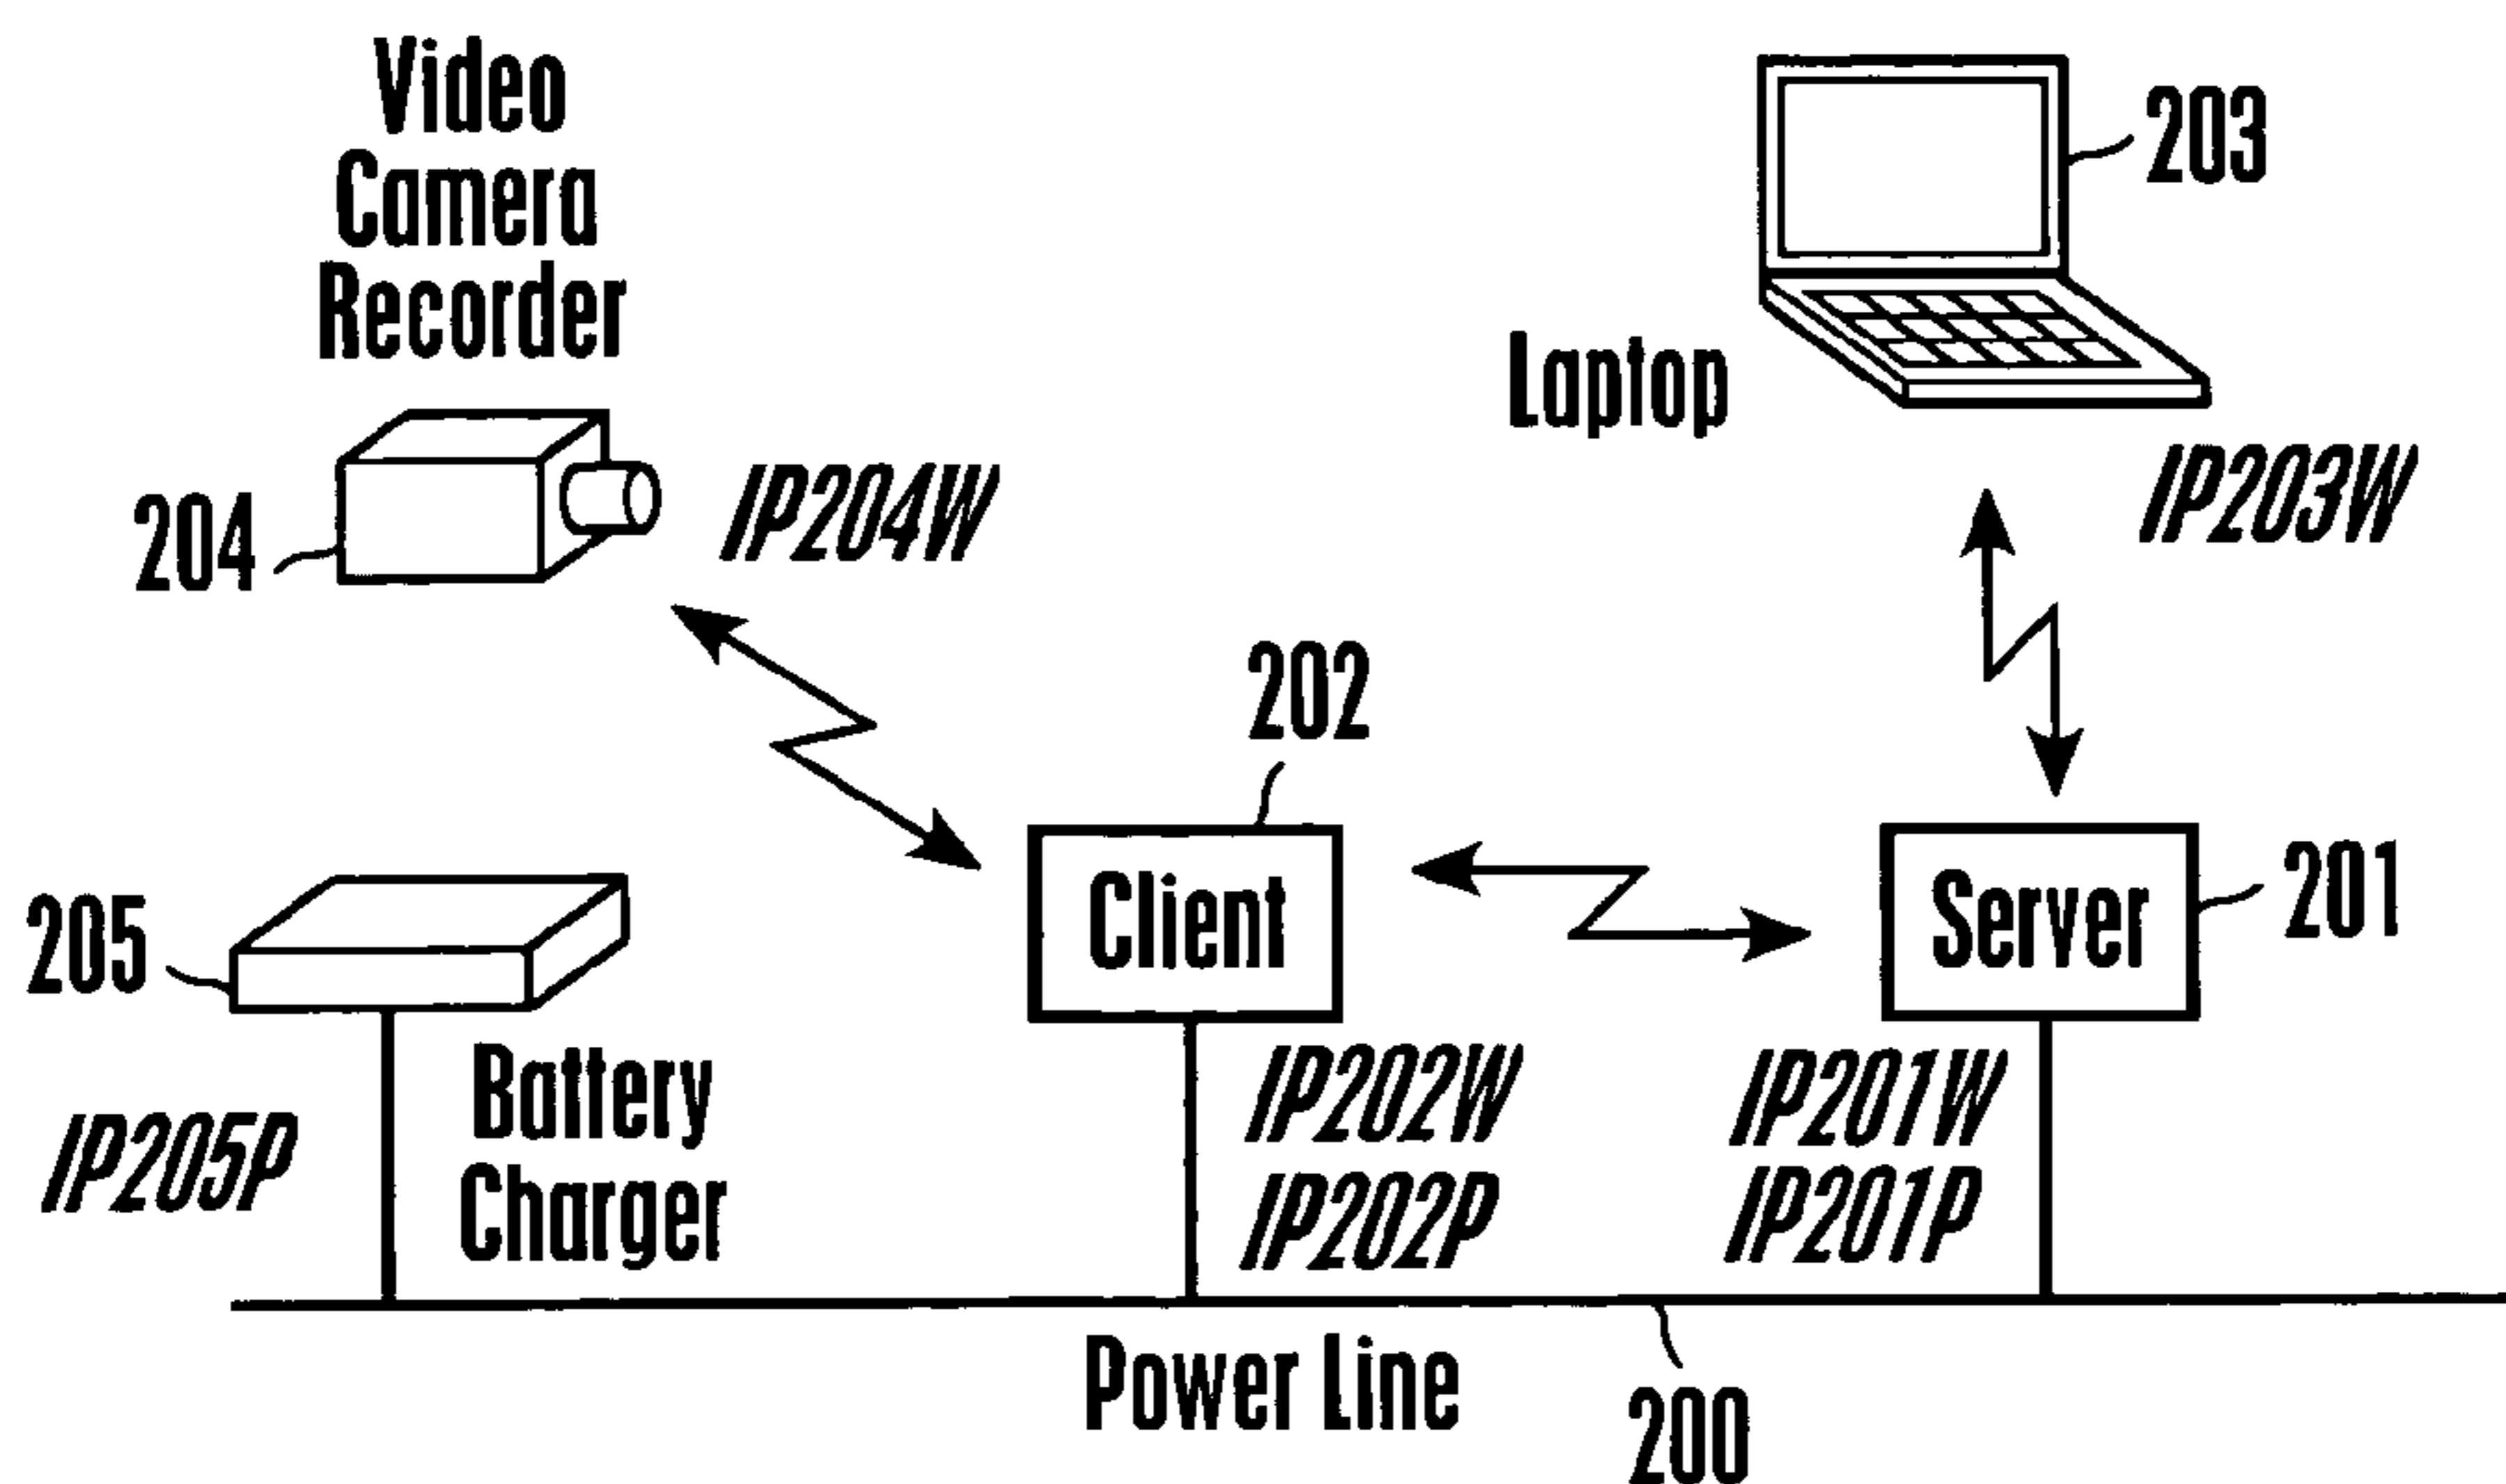 Video
Camera
Recorder
203
Laptop
204
IP204W
IP203W
202
205
Client
Server
201
Battery
Charger
IP205P
IP202W
IP202P
IP201W
IP201P
Power Line
200